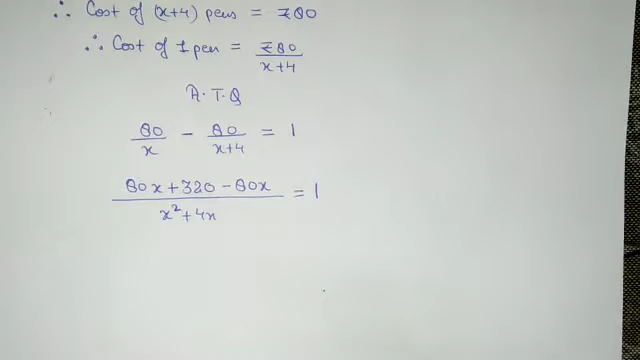 ∴ Cost of (x+4) pens = ₹80
∴ Cost of 1 pen = ₹80/(x+4)
A.T.Q
80/x - 80/(x+4) = 1
(80x+320-80x)/(x²+4x) = 1